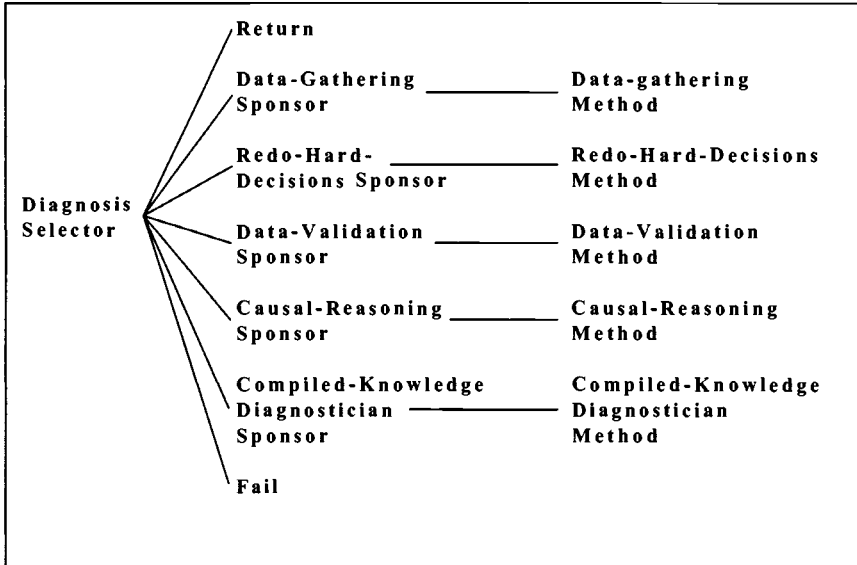 Return
Data-Gathering
Sponsor
Data-gathering
Method
Redo-Hard-
Decisions Sponsor
Redo-Hard-Decisions
Method
Diagnosis
Selector
Data-Validation
Sponsor
Data-Validation
Method
Causal-Reasoning
Sponsor
Causal-Reasoning
Method
Compiled-Knowledge
Diagnostician
Sponsor
Compiled-Knowledge
Diagnostician
Method
Fail